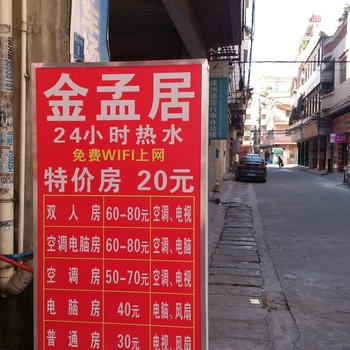 金孟居
24小时热水
免费WIFI上网
特价房 20元
双人房 60-80元 空调、电视
空调电脑房 60-80元 空调、电脑
空调房 50-70元 空调、电视
电脑房 40元 电脑、风扇
普通房 30元 电视、风扇